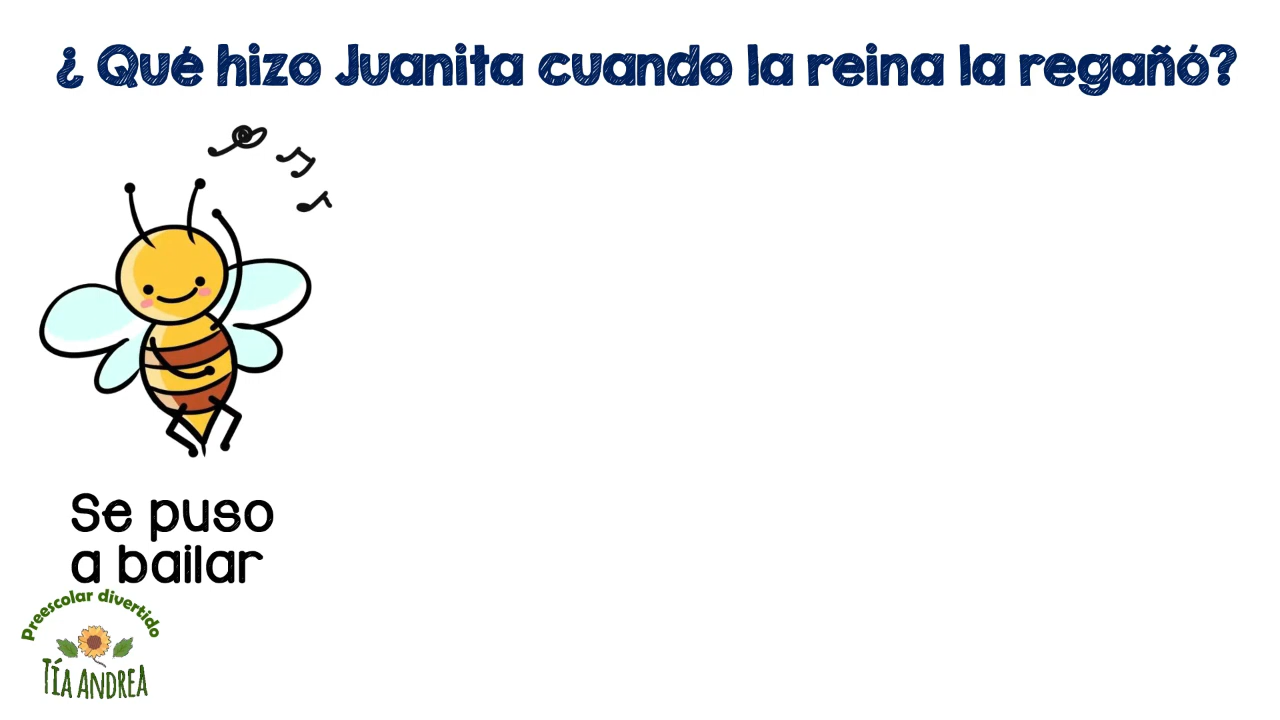 ¿ Qué hizo Juanita cuando la reina la regañó?
Se puso
a bailar
Preescolar divertido
TÍA ANDREA